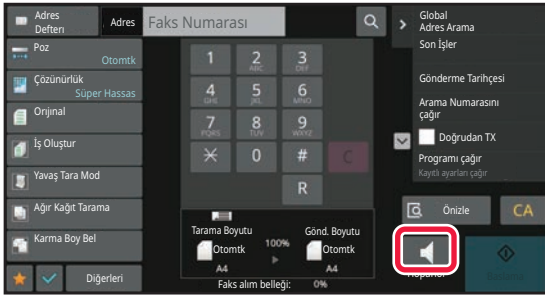 Adres
Defteri
Adres
Faks Numarası
Global
Adres Arama
Son İşler
Gönderme Tarihçesi
Arama Numarasını
çağır
Doğrudan TX
Programı çağır
Kayıtlı ayarları çağır
Poz
Otomtk
Çözünürlük
Süper Hassas
Orijinal
İş Oluştur
Yavaş Tara Mod
Ağır Kağıt Tarama
Karma Boy Bel
Diğerleri
1
2
ABC
3
DEF
4
GHI
5
JKL
6
MNO
7
PQRS
8
TUV
9
WXYZ
0
#
C
R
Tarama Boyutu
Otomtk
A4
100%
Gönd. Boyutu
Otomtk
A4
Faks alım belleği: 0%
Önizle
CA
Hoparlör